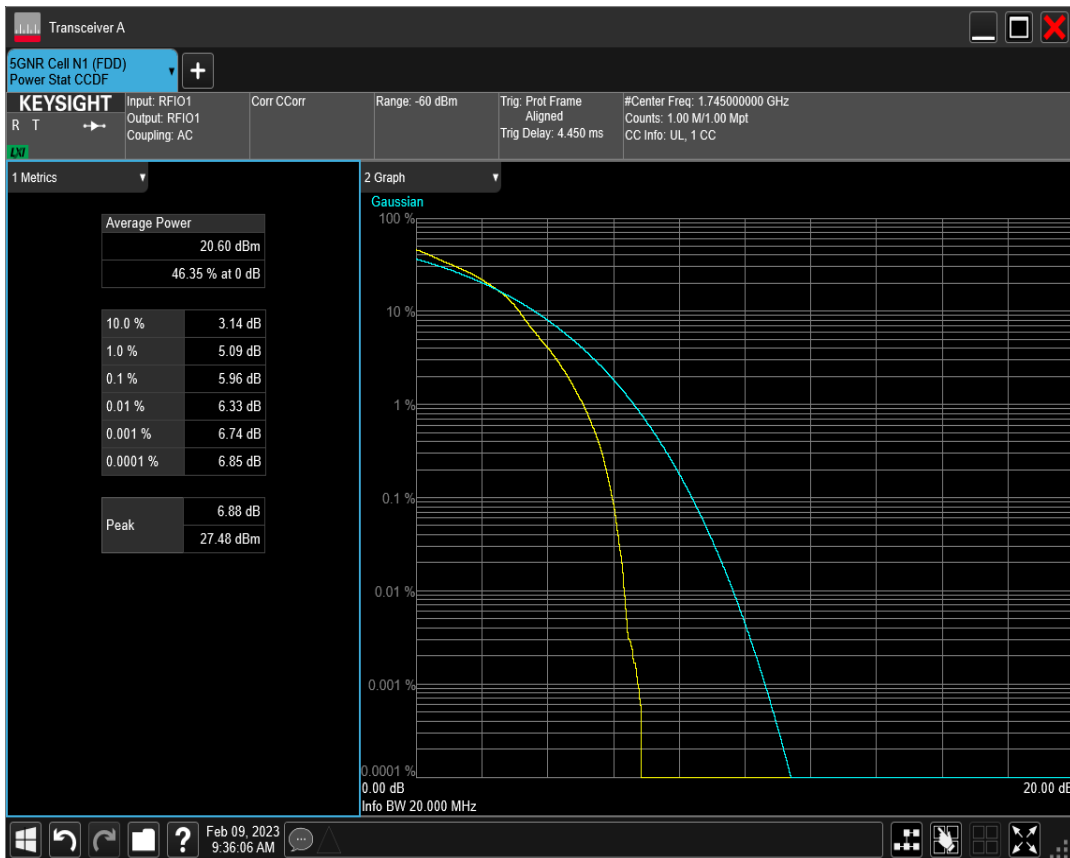 Transceiver A
5GNR Cell N1 (FDD)
Power Stat CCDF
KEYSIGHT
R T
LXI
Input: RFIO1
Output: RFIO1
Coupling: AC
Corr CCorr
Range: -60 dBm
Trig: Prot Frame
Aligned
Trig Delay: 4.450 ms
#Center Freq: 1.745000000 GHz
Counts: 1.00 M/1.00 Mpt
CC Info: UL, 1 CC
1 Metrics
Average Power
20.60 dBm
46.35 % at 0 dB
10.0 % 3.14 dB
1.0 % 5.09 dB
0.1 % 5.96 dB
0.01 % 6.33 dB
0.001 % 6.74 dB
0.0001 % 6.85 dB
Peak
6.88 dB
27.48 dBm
2 Graph
Gaussian
100 %
10 %
1 %
0.1 %
0.01 %
0.001 %
0.0001 %
0.00 dB 20.00 dB
Info BW 20.000 MHz
? Feb 09, 2023
9:36:06 AM